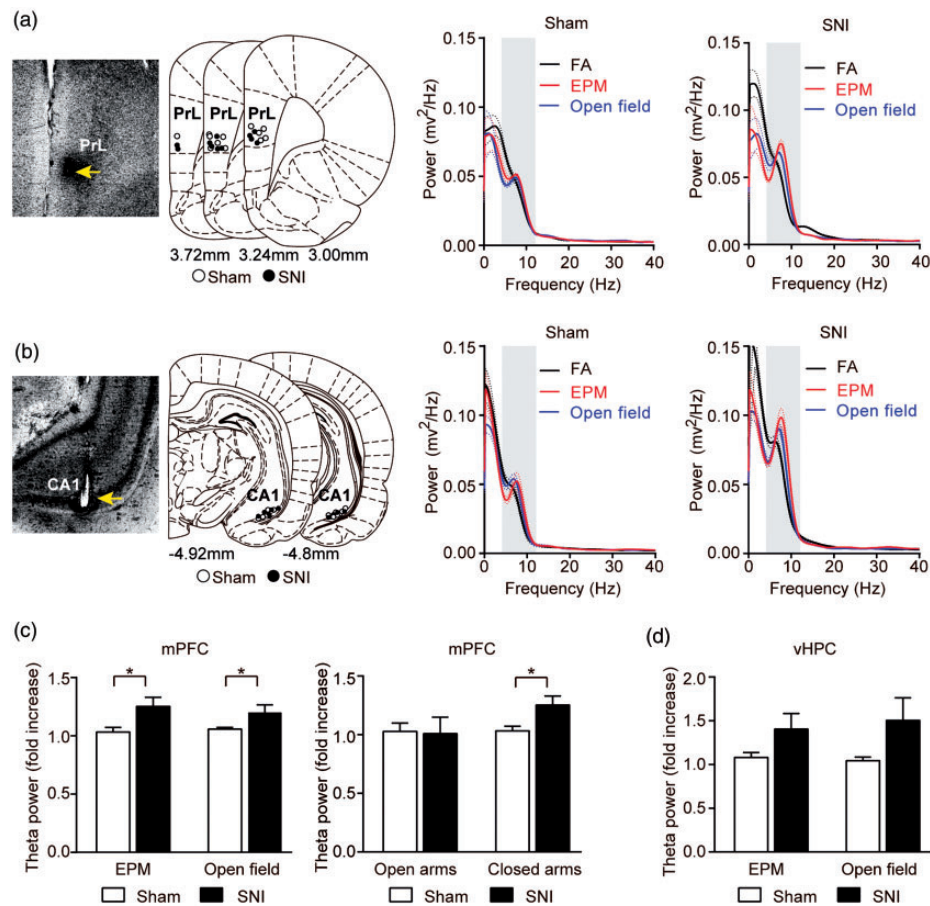 (a)
PrL
PrL PrL PrL
3.72mm 3.24mm 3.00mm
Sham SNI
Sham
0.15
0.10
0.05
0.00
Power (mv²/Hz)
FA
EPM
Open field
0 10 20 30 40
Frequency (Hz)
SNI
0.15
0.10
0.05
0.00
Power (mv²/Hz)
FA
EPM
Open field
0 10 20 30 40
Frequency (Hz)
(b)
CA1
CA1 CA1
-4.92mm -4.8mm
Sham SNI
Sham
0.15
0.10
0.05
0.00
Power (mv²/Hz)
FA
EPM
Open field
0 10 20 30 40
Frequency (Hz)
SNI
0.15
0.10
0.05
0.00
Power (mv²/Hz)
FA
EPM
Open field
0 10 20 30 40
Frequency (Hz)
(c)
mPFC
Theta power (fold increase)
1.5
1.0
0.5
0.0
* *
EPM Open field
Sham SNI
mPFC
Theta power (fold increase)
1.5
1.0
0.5
0.0
*
Open arms Closed arms
Sham SNI
(d)
vHPC
Theta power (fold increase)
2.0
1.5
1.0
0.5
0.0
EPM Open field
Sham SNI